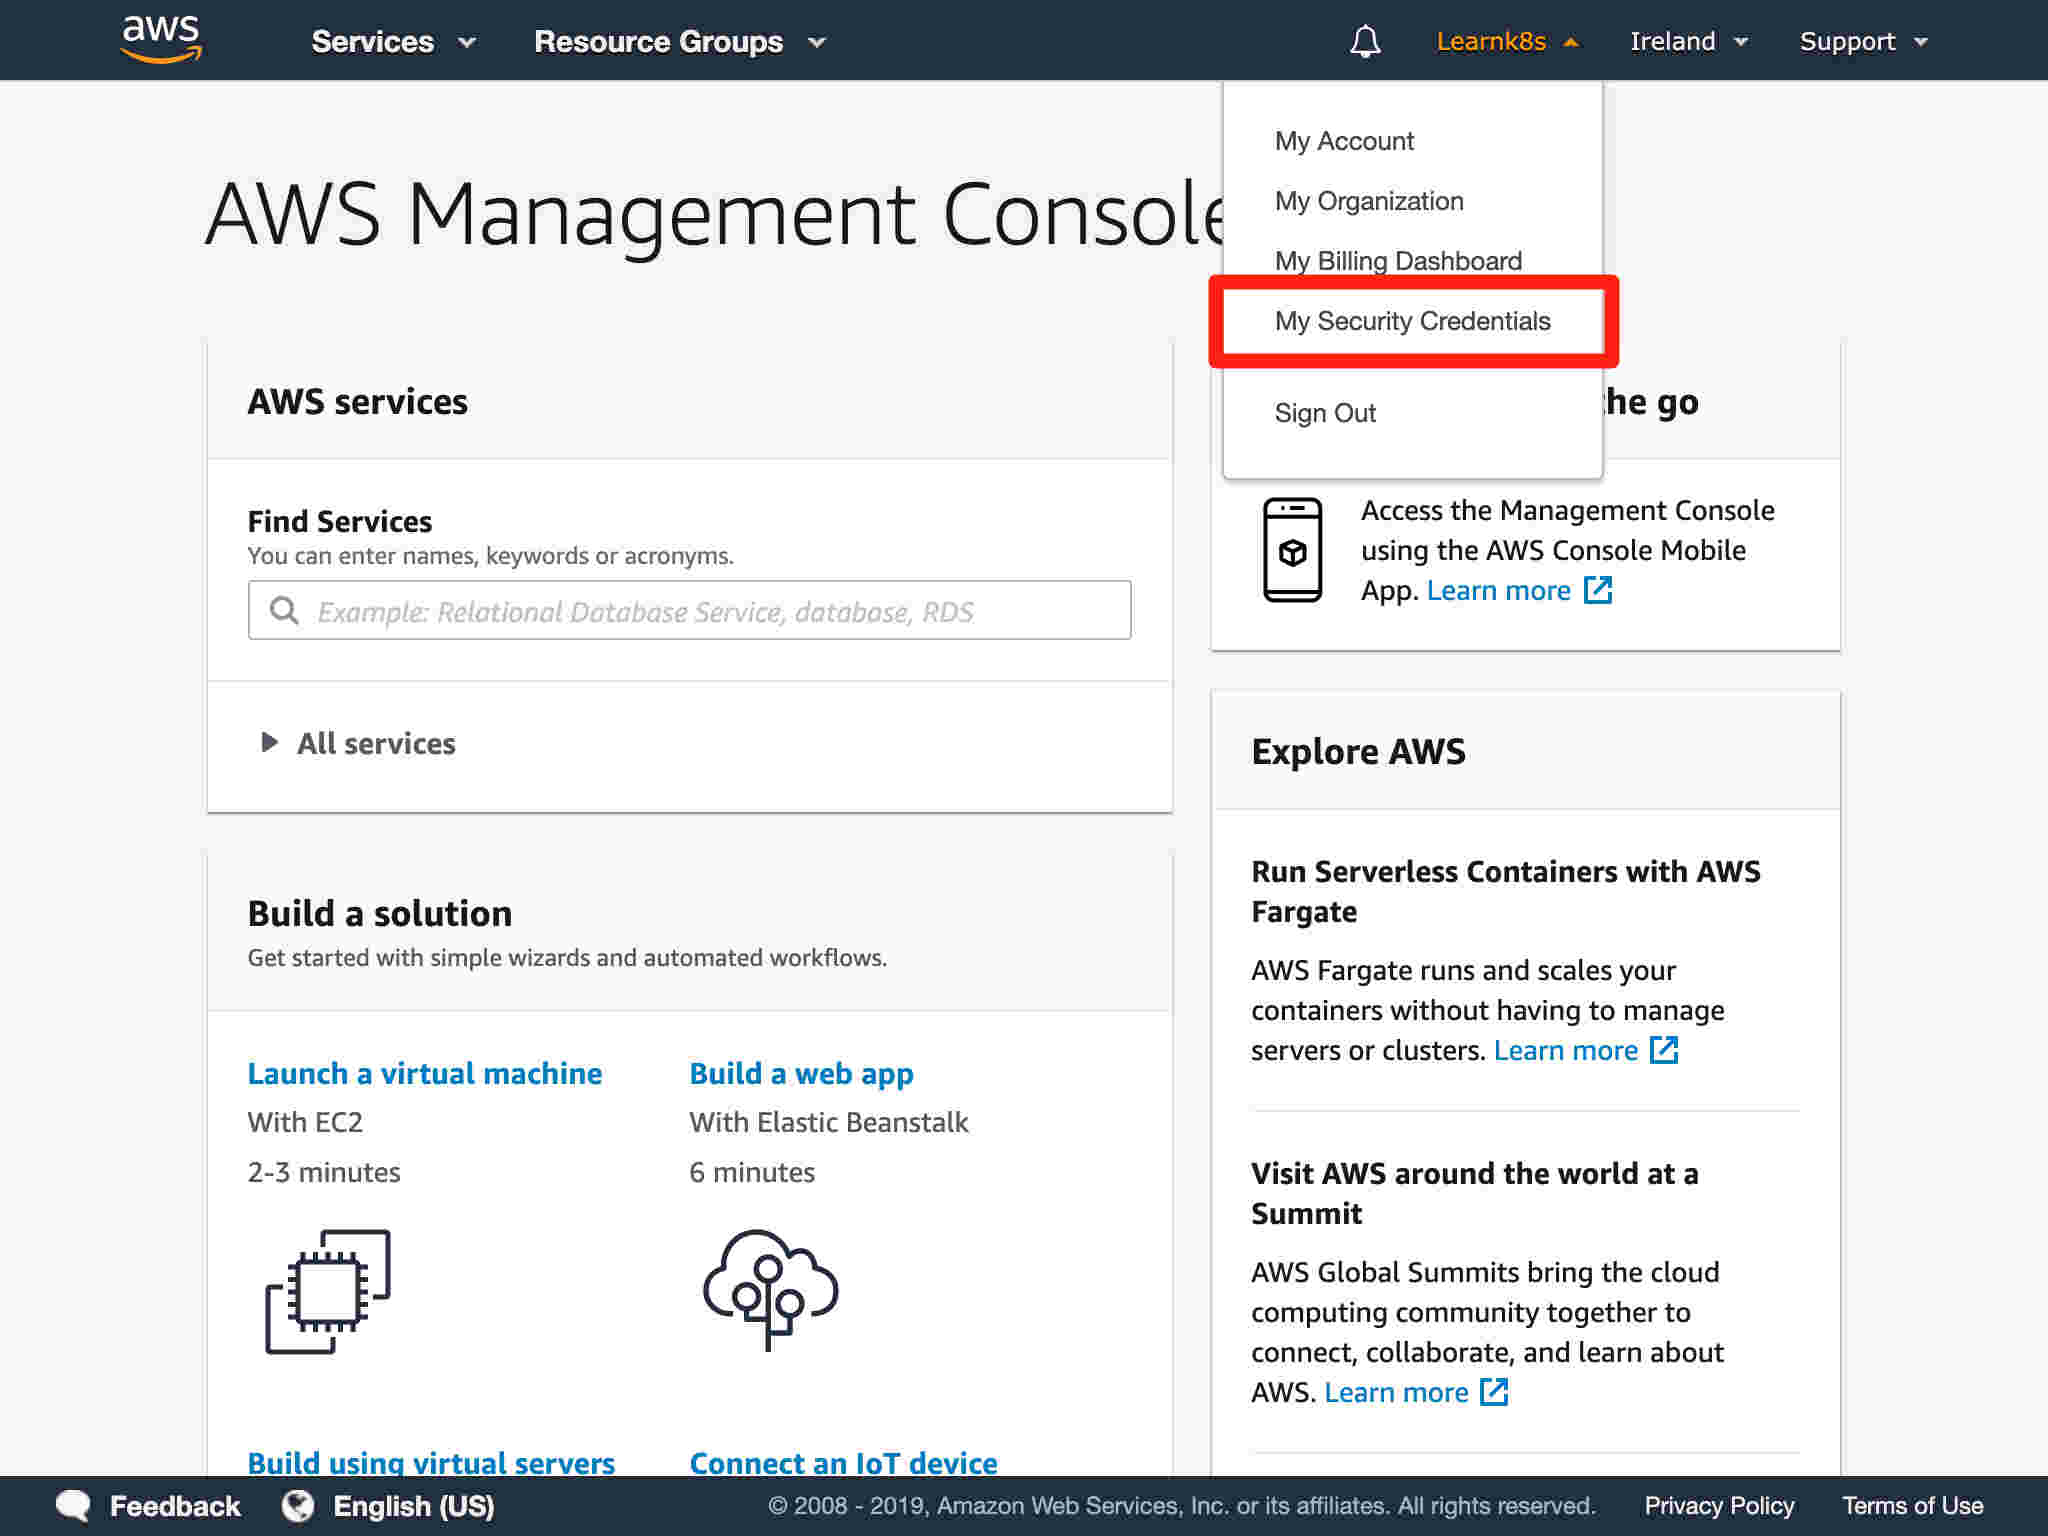 aws
Services
Resource Groups
Learnk8s
Ireland
Support
My Account
My Organization
My Billing Dashboard
My Security Credentials
Sign Out
AWS Management Console
AWS services
Find Services
You can enter names, keywords or acronyms.
Example: Relational Database Service, database, RDS
All services
Build a solution
Get started with simple wizards and automated workflows.
Launch a virtual machine
With EC2
2-3 minutes
Build a web app
With Elastic Beanstalk
6 minutes
Build using virtual servers
Connect an IoT device
the go
Access the Management Console
using the AWS Console Mobile
App. Learn more
Explore AWS
Run Serverless Containers with AWS
Fargate
AWS Fargate runs and scales your
containers without having to manage
servers or clusters. Learn more
Visit AWS around the world at a
Summit
AWS Global Summits bring the cloud
computing community together to
connect, collaborate, and learn about
AWS. Learn more
Feedback
English (US)
© 2008 - 2019, Amazon Web Services, Inc. or its affiliates. All rights reserved.
Privacy Policy
Terms of Use